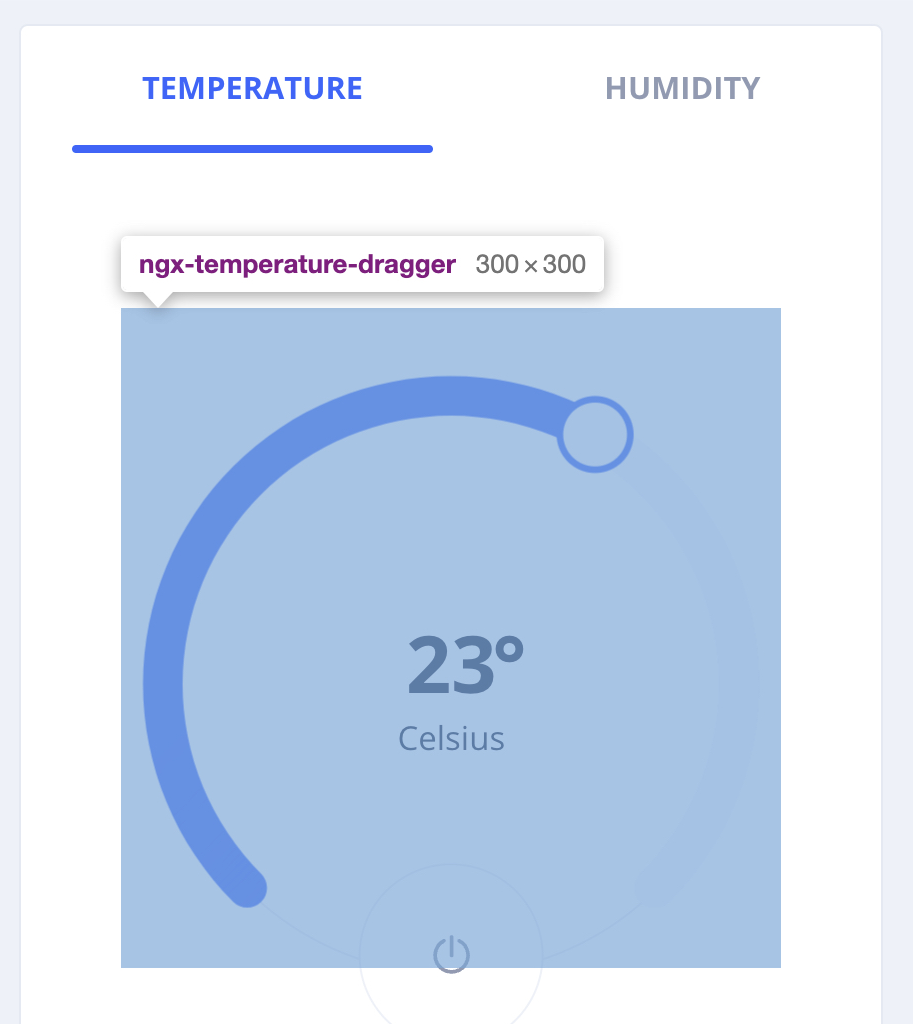 TEMPERATURE HUMIDITY
ngx-temperature-dragger 300 × 300
23°
Celsius